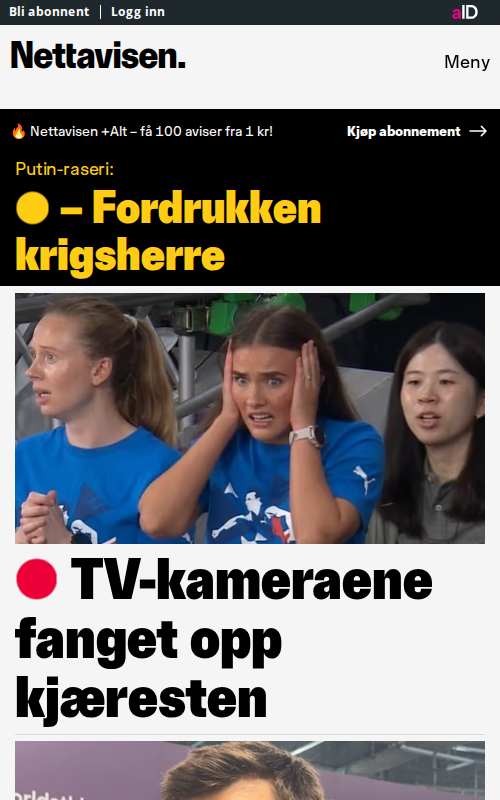 Bli abonnent
Logg inn
aID
Nettavisen.
Meny
Nettavisen +Alt – få 100 aviser fra 1 kr!
Kjøp abonnement
Putin-raseri:
– Fordrukken
krigsherre
TV-kameraene
fanget opp
kjæresten